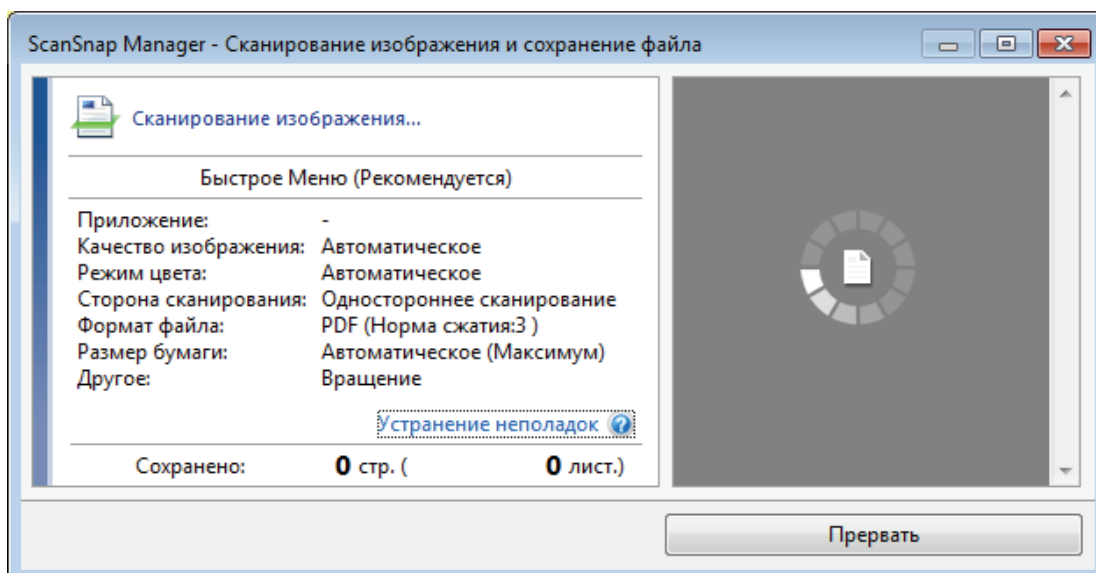 ScanSnap Manager - Сканирование изображения и сохранение файла
Сканирование изображения...
Быстрое Меню (Рекомендуется)
Приложение: -
Качество изображения: Автоматическое
Режим цвета: Автоматическое
Сторона сканирования: Одностороннее сканирование
Формат файла: PDF (Норма сжатия:3 )
Размер бумаги: Автоматическое (Максимум)
Другое: Вращение
Устранение неполадок ?
Сохранено: 0 стр. ( 0 лист.)
Прервать